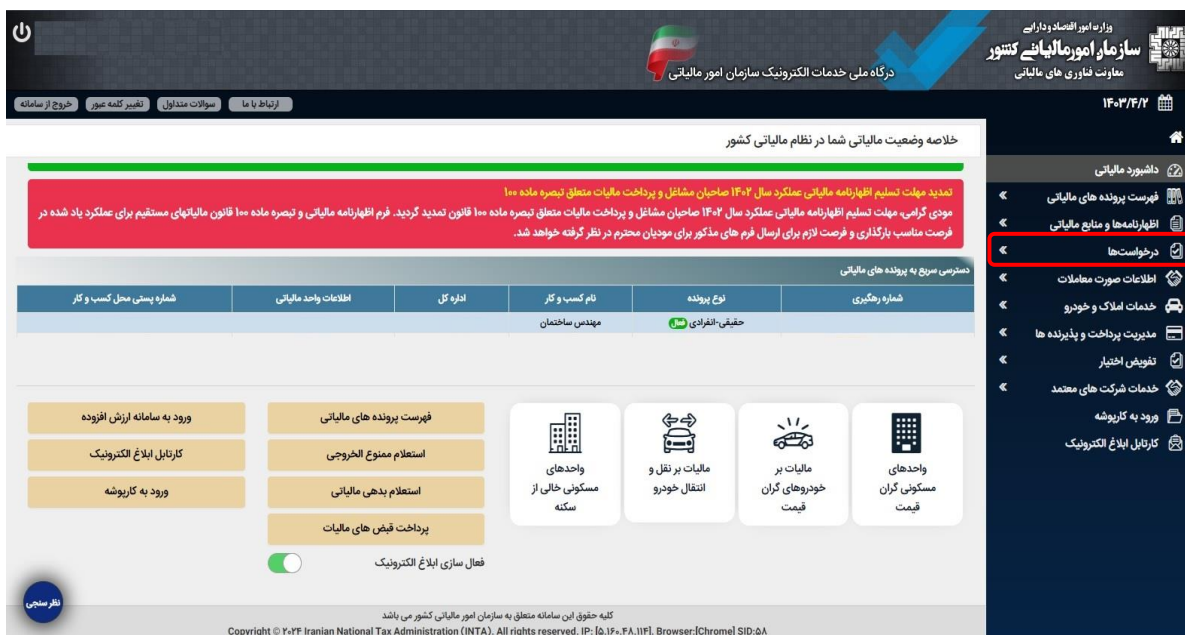 وزارت امور اقتصاد و دارایی
سازمان امور مالیاتی کشور
معاونت فناوری های مالیاتی
درگاه ملی خدمات الکترونیک سازمان امور مالیاتی
۱۴۰۳/۴/۲
ارتباط با ما
سوالات متداول
تغییر کلمه عبور
خروج از سامانه
داشبورد مالیاتی
فهرست پرونده های مالیاتی
اظهارنامه‌ها و منابع مالیاتی
درخواست‌ها
اطلاعات صورت معاملات
خدمات املاک و خودرو
مدیریت پرداخت و پذیرنده ها
تفویض اختیار
خدمات شرکت های معتمد
ورود به کارپوشه
کارتابل ابلاغ الکترونیک
خلاصه وضعیت مالیاتی شما در نظام مالیاتی کشور
تمدید مهلت تسلیم اظهارنامه مالیاتی عملکرد سال ۱۴۰۲ صاحبان مشاغل و پرداخت مالیات متعلق تبصره ماده ۱۰۰
مودی گرامی، مهلت تسلیم اظهارنامه مالیاتی عملکرد سال ۱۴۰۲ صاحبان مشاغل و پرداخت مالیات متعلق تبصره ماده ۱۰۰ قانون تمدید گردید. فرم اظهارنامه مالیاتی و تبصره ماده ۱۰۰ قانون مالیاتهای مستقیم برای عملکرد یاد شده در
فرصت مناسب بارگذاری و فرصت لازم برای ارسال فرم های مذکور برای مودیان محترم در نظر گرفته خواهد شد.
دسترسی سریع به پرونده های مالیاتی
شماره رهگیری
نوع پرونده
نام کسب و کار
اداره کل
اطلاعات واحد مالیاتی
شماره پستی محل کسب و کار
حقیقی-انفرادی فعال
مهندس ساختمان
واحدهای
مسکونی گران
قیمت
مالیات بر
خودروهای گران
قیمت
مالیات بر نقل و
انتقال خودرو
واحدهای
مسکونی خالی از
سکنه
فهرست پرونده های مالیاتی
استعلام ممنوع الخروجی
استعلام بدهی مالیاتی
پرداخت قبض های مالیات
فعال سازی ابلاغ الکترونیک
ورود به سامانه ارزش افزوده
کارتابل ابلاغ الکترونیک
ورود به کارپوشه
نظر سنجی
کلیه حقوق این سامانه متعلق به سازمان امور مالیاتی کشور می باشد
Copyright © ۲۰۲۴ Iranian National Tax Administration (INTA). All rights reserved. IP: [۵.۱۶۰.۴۸.۱۱۴], Browser:[Chrome] SID:۵۸